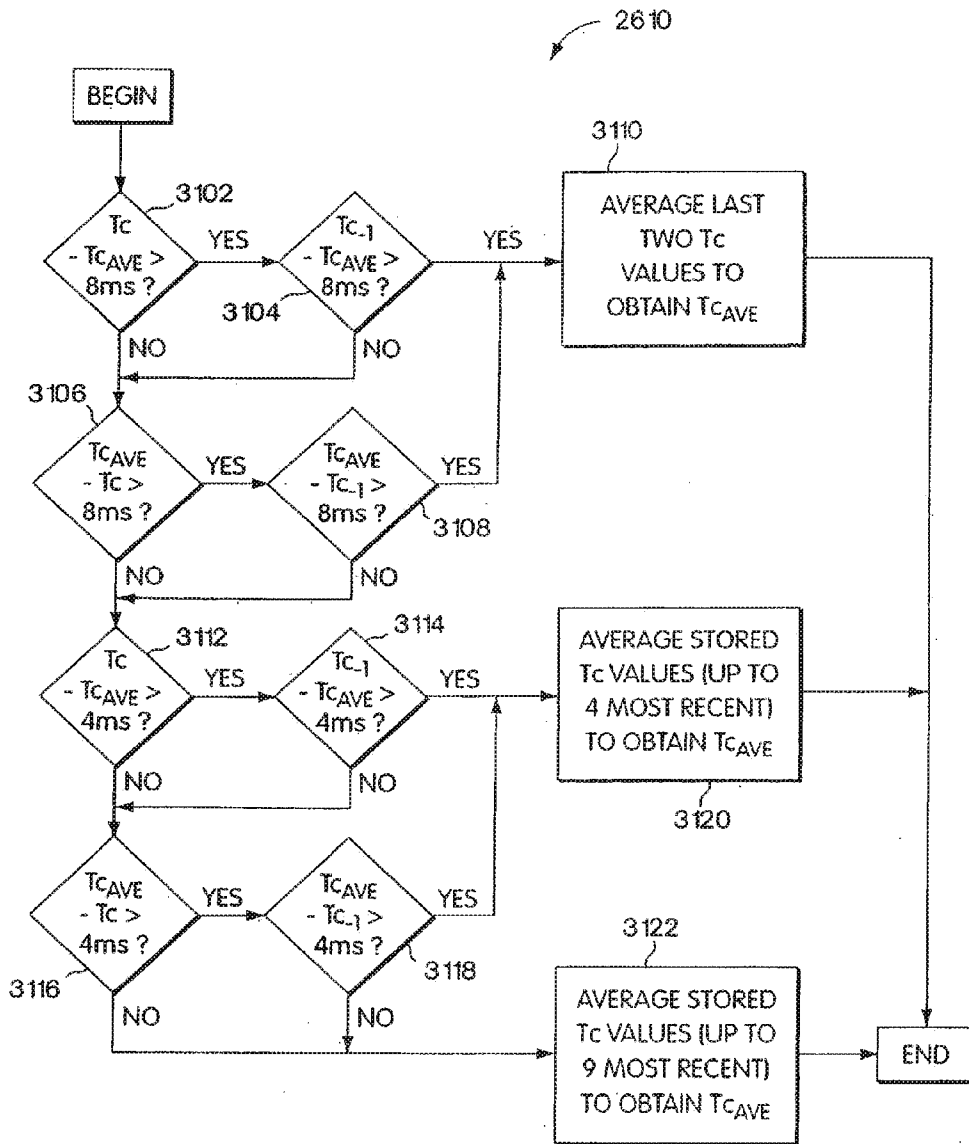 2610
BEGIN
3102
Tc
- TcAVE >
8ms ?
YES
NO
Tc-1
- TcAVE >
8ms ?
3104
YES
NO
3110
AVERAGE LAST
TWO Tc
VALUES TO
OBTAIN TcAVE
3106
TcAVE
- Tc >
8ms ?
YES
NO
TcAVE
- Tc-1 >
8ms ?
YES
3108
NO
3112
Tc
- TcAVE >
4ms ?
YES
NO
3114
Tc-1
- TcAVE >
4ms ?
YES
NO
AVERAGE STORED
Tc VALUES (UP TO
4 MOST RECENT)
TO OBTAIN TcAVE
3120
TcAVE
- Tc >
4ms ?
YES
3116
NO
TcAVE
- Tc-1 >
4ms ?
YES
3118
NO
3122
AVERAGE STORED
Tc VALUES (UP TO
9 MOST RECENT)
TO OBTAIN TcAVE
END